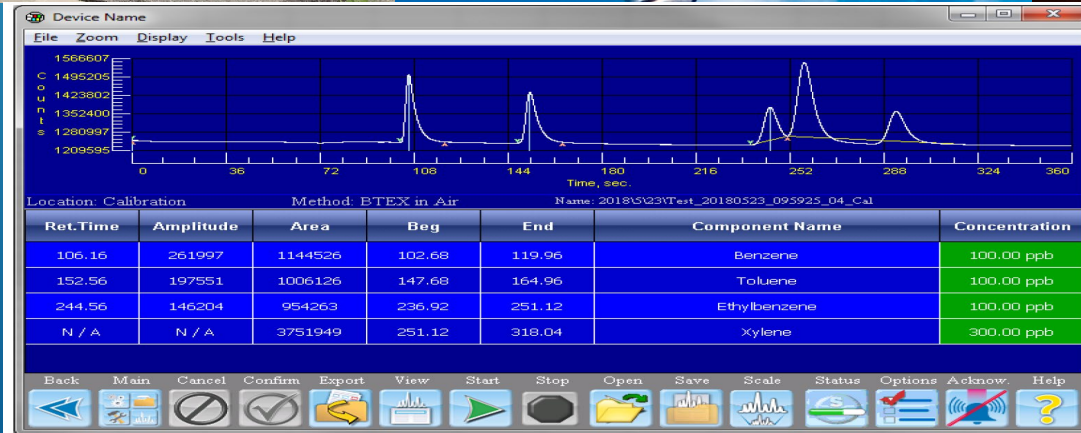 Device Name
File Zoom Display Tools Help
1566607
1495205
1423802
1352400
1280997
1209595
Counts
0 36 72 108 144 180 216 252 288 324 360
Time, sec.
Location: Calibration Method: BTEX in Air Name: 2018\5\23\Test_20180523_095925_04_Cal
Ret.Time Amplitude Area Beg End Component Name Concentration
106.16 261997 1144526 102.68 119.96 Benzene 100.00 ppb
152.56 197551 1006126 147.68 164.96 Toluene 100.00 ppb
244.56 146204 954263 236.92 251.12 Ethylbenzene 100.00 ppb
N / A N / A 3751949 251.12 318.04 Xylene 300.00 ppb
Back Main Cancel Confirm Export View Start Stop Open Save Scale Status Options Acknow. Help